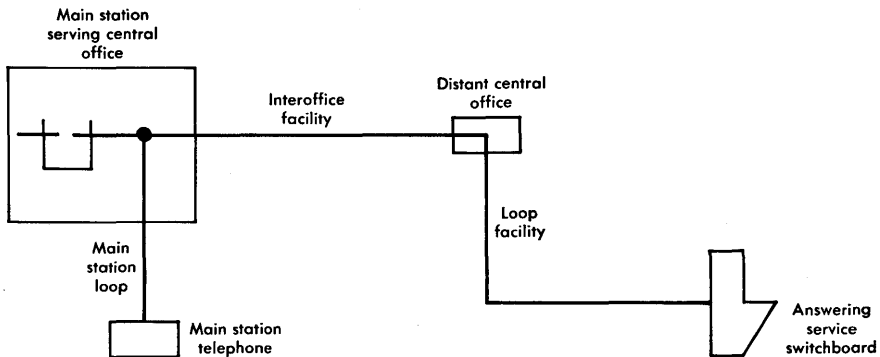 Main station
serving central
office
Interoffice
facility
Distant central
office
Loop
facility
Main
station
loop
Main station
telephone
Answering
service
switchboard